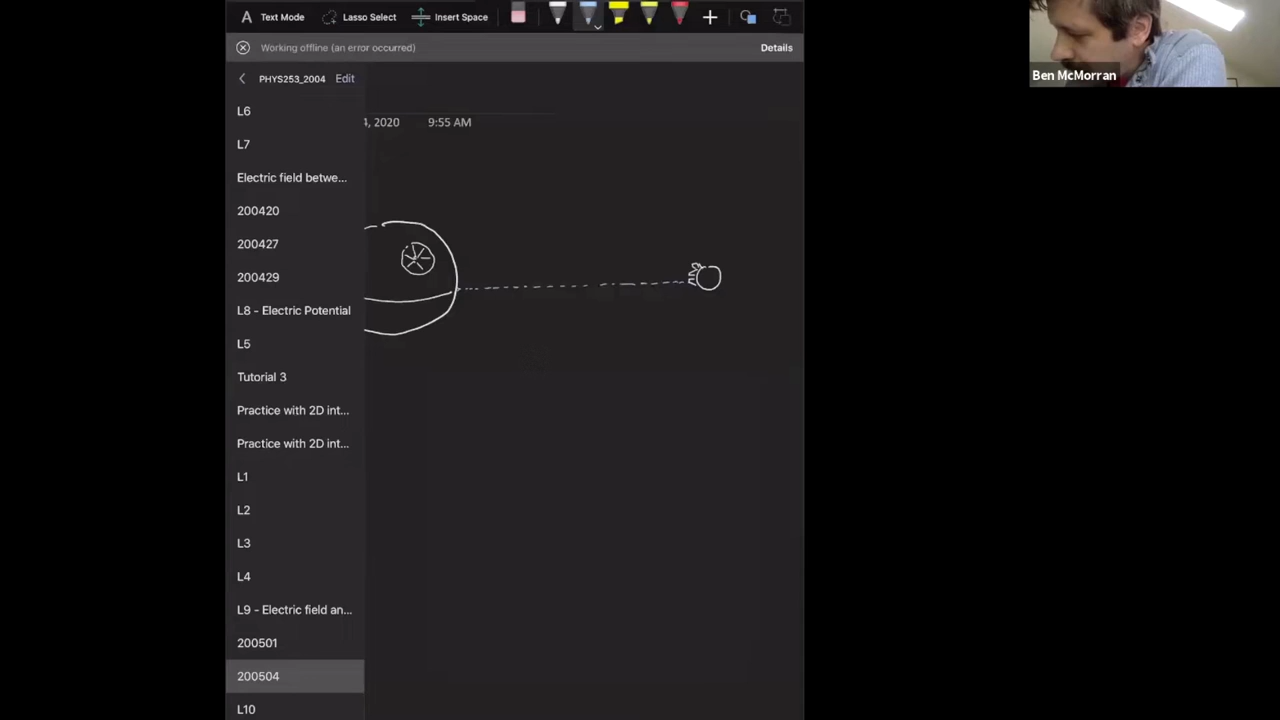 Text Mode
Lasso Select
Insert Space
Ben McMorran
Working offline (an error occurred)
Details
PHYS253_2004
Edit
4, 2020
9:55 AM
L6
L7
Electric field betwe...
200420
200427
200429
L8 - Electric Potential
L5
Tutorial 3
Practice with 2D int...
Practice with 2D int...
L1
L2
L3
L4
L9 - Electric field an...
200501
200504
L10